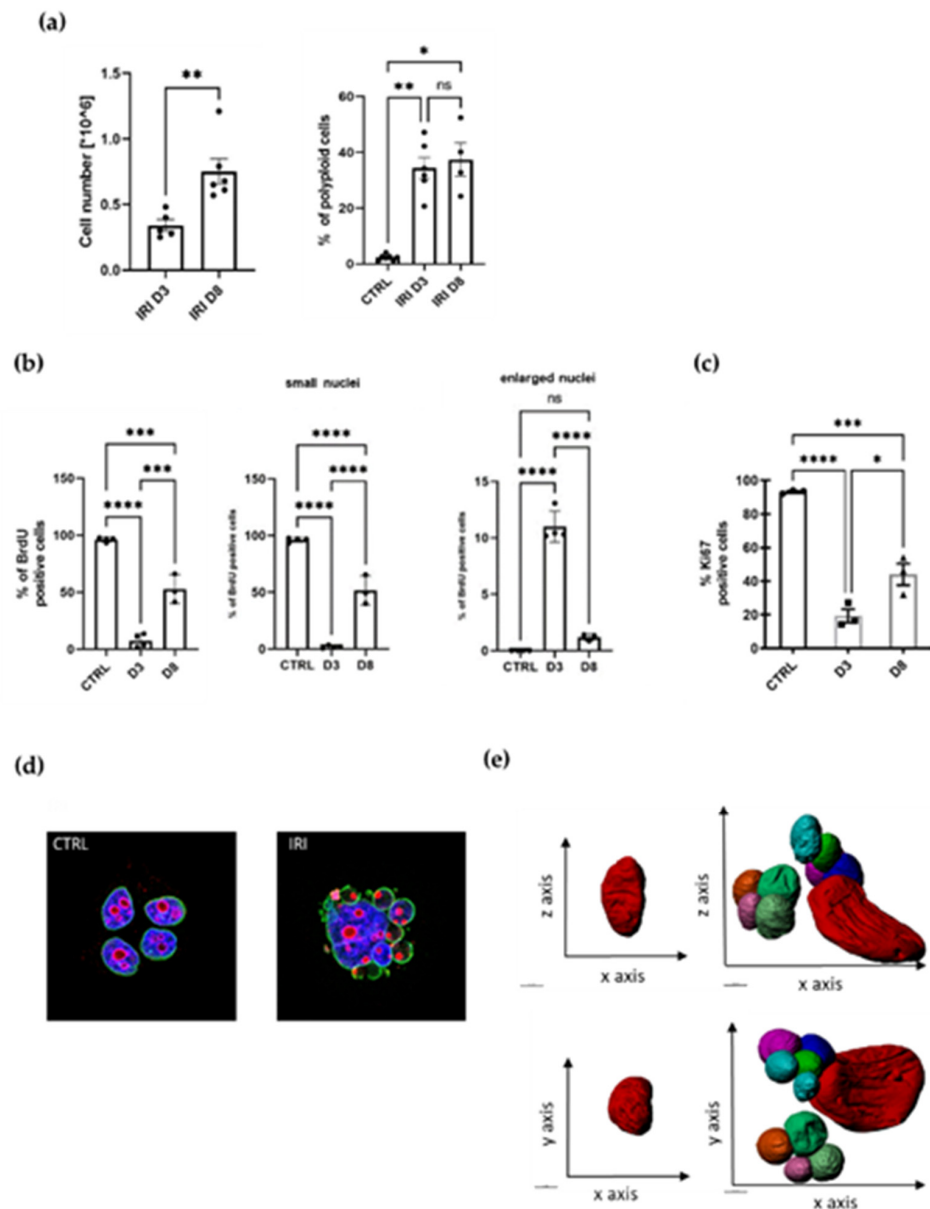 (a)
**
Cell number [*10^6]
1.5
1.0
0.5
0.0
IRI D3
IRI D8
*
**
ns
% of polyploid cells
60
40
20
0
CTRL
IRI D3
IRI D8
(b)
***
****
***
% of BrdU
positive cells
150
100
50
0
CTRL
D3
D8
small nuclei
****
****
****
% of BrdU positive cells
150
100
50
0
CTRL
D3
D8
enlarged nuclei
ns
****
****
% of BrdU positive cells
15
10
5
0
CTRL
D3
D8
(c)
***
****
*
% Ki67
positive cells
100
80
60
40
20
0
CTRL
D3
D8
(d)
CTRL
IRI
(e)
z axis
x axis
z axis
x axis
y axis
x axis
y axis
x axis